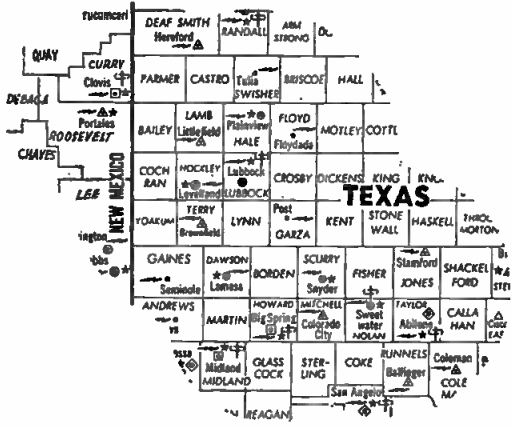 Tucumcari
DEAF SMITH
Hereford
RANDALL
ARM
STRONG
QUAY
CURRY
Clovis
PARMER
CASTRO
Tulia
SWISHER
BRISCOE
HALL
Portales
ROOSEVELT
BAILEY
LAMB
Littlefield
Plainview
HALE
FLOYD
Floydada
MOTLEY
CHAVES
LEE
NEW MEXICO
COCH
RAN
HOCKLEY
Levelland
Lubbock
LUBBOCK
CROSBY
DICKENS
KING
TEXAS
YOAKUM
TERRY
Brownfield
LYNN
Post
GARZA
KENT
STONE
WALL
HASKELL
THROC
MORTON
ington
bbs
GAINES
Seminole
DAWSON
Lamesa
BORDEN
SCURRY
Snyder
FISHER
Stamford
JONES
SHACKEL
FORD
ANDREWS
MARTIN
HOWARD
Big Spring
MITCHELL
Colorado
City
Sweet
water
NOLAN
TAYLOR
Abilene
CALLA
HAN
Midland
MIDLAND
GLASS
COCK
STER-
LING
COKE
RUNNELS
Ballinger
Coleman
COLE
San Angelo
REAGAN